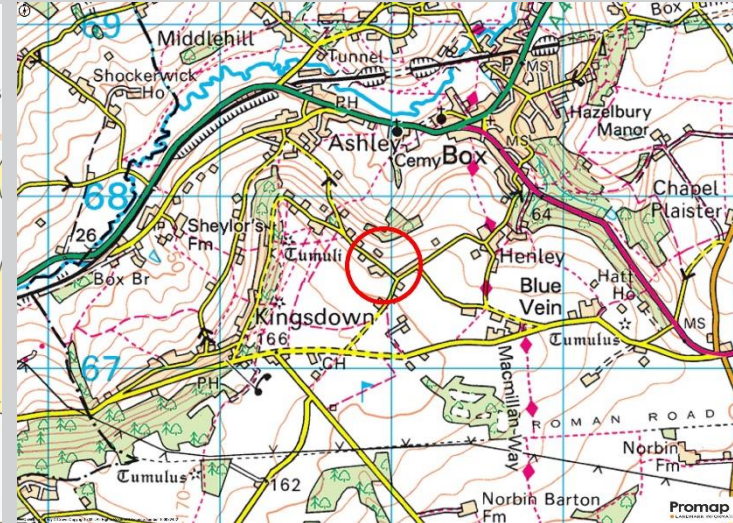 69
Middlehill
Box
Tunnel
P
MS
Shockerwick
Ho
PH
Hazelbury
Manor
Ashley
Cemy
Box
MS
68
Chapel
Plaister
64
26
Sheylor's
Fm
Tumuli
Henley
Box Br
Hatt
Ho
Blue
Vein
Kingsdown
MS
166
Tumulus
67
CH
PH
Macmillan Way
ROMAN ROAD
Norbin
Fm
Tumulus
162
Norbin Barton
Fm
Promap